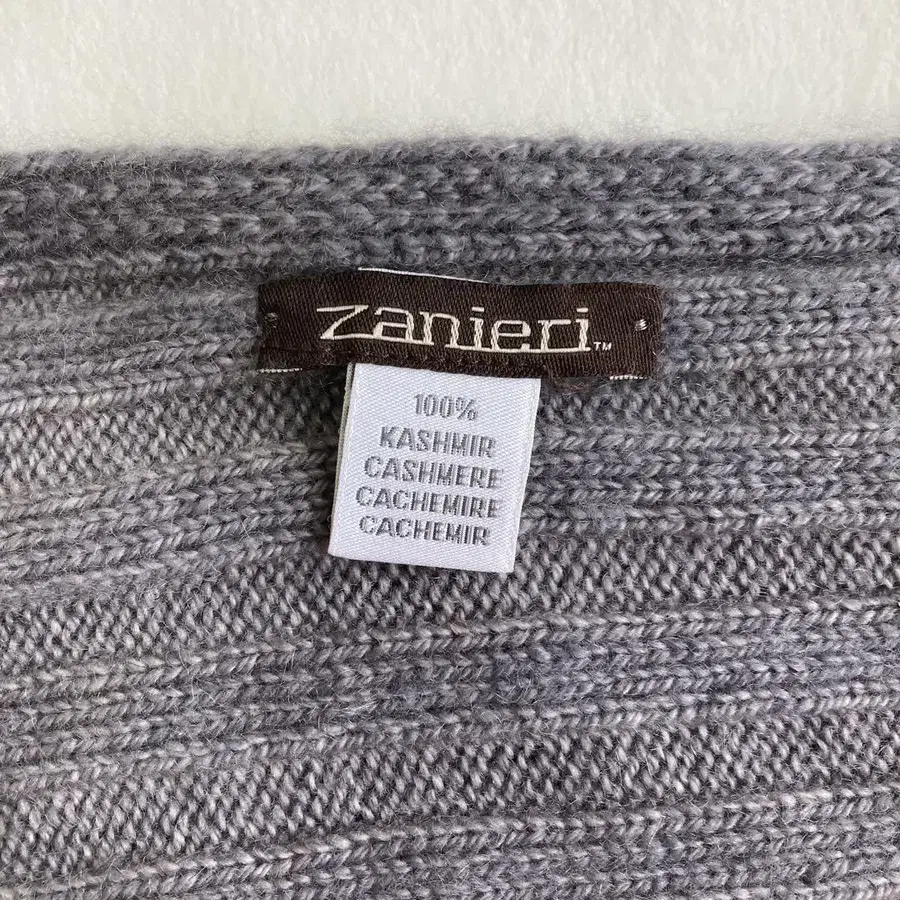 Zanieri™
100%
KASHMIR
CASHMERE
CACHEMIRE
CACHEMIR